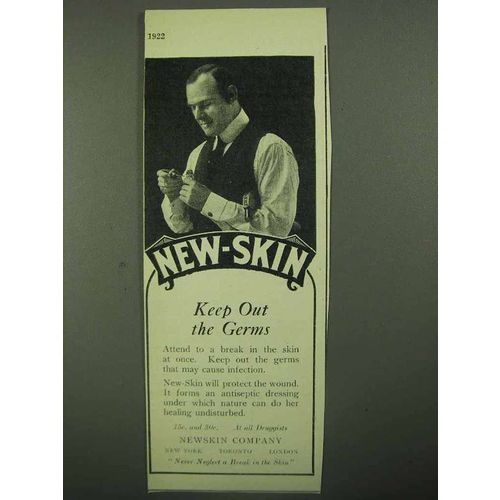 1922
NEW-SKIN
Keep Out
the Germs
Attend to a break in the skin
at once. Keep out the germs
that may cause infection.
New-Skin will protect the wound.
It forms an antiseptic dressing
under which nature can do her
healing undisturbed.
15c. and 30c. At all Druggists
NEWSKIN COMPANY
NEW YORK TORONTO LONDON
"Never Neglect a Break in the Skin"